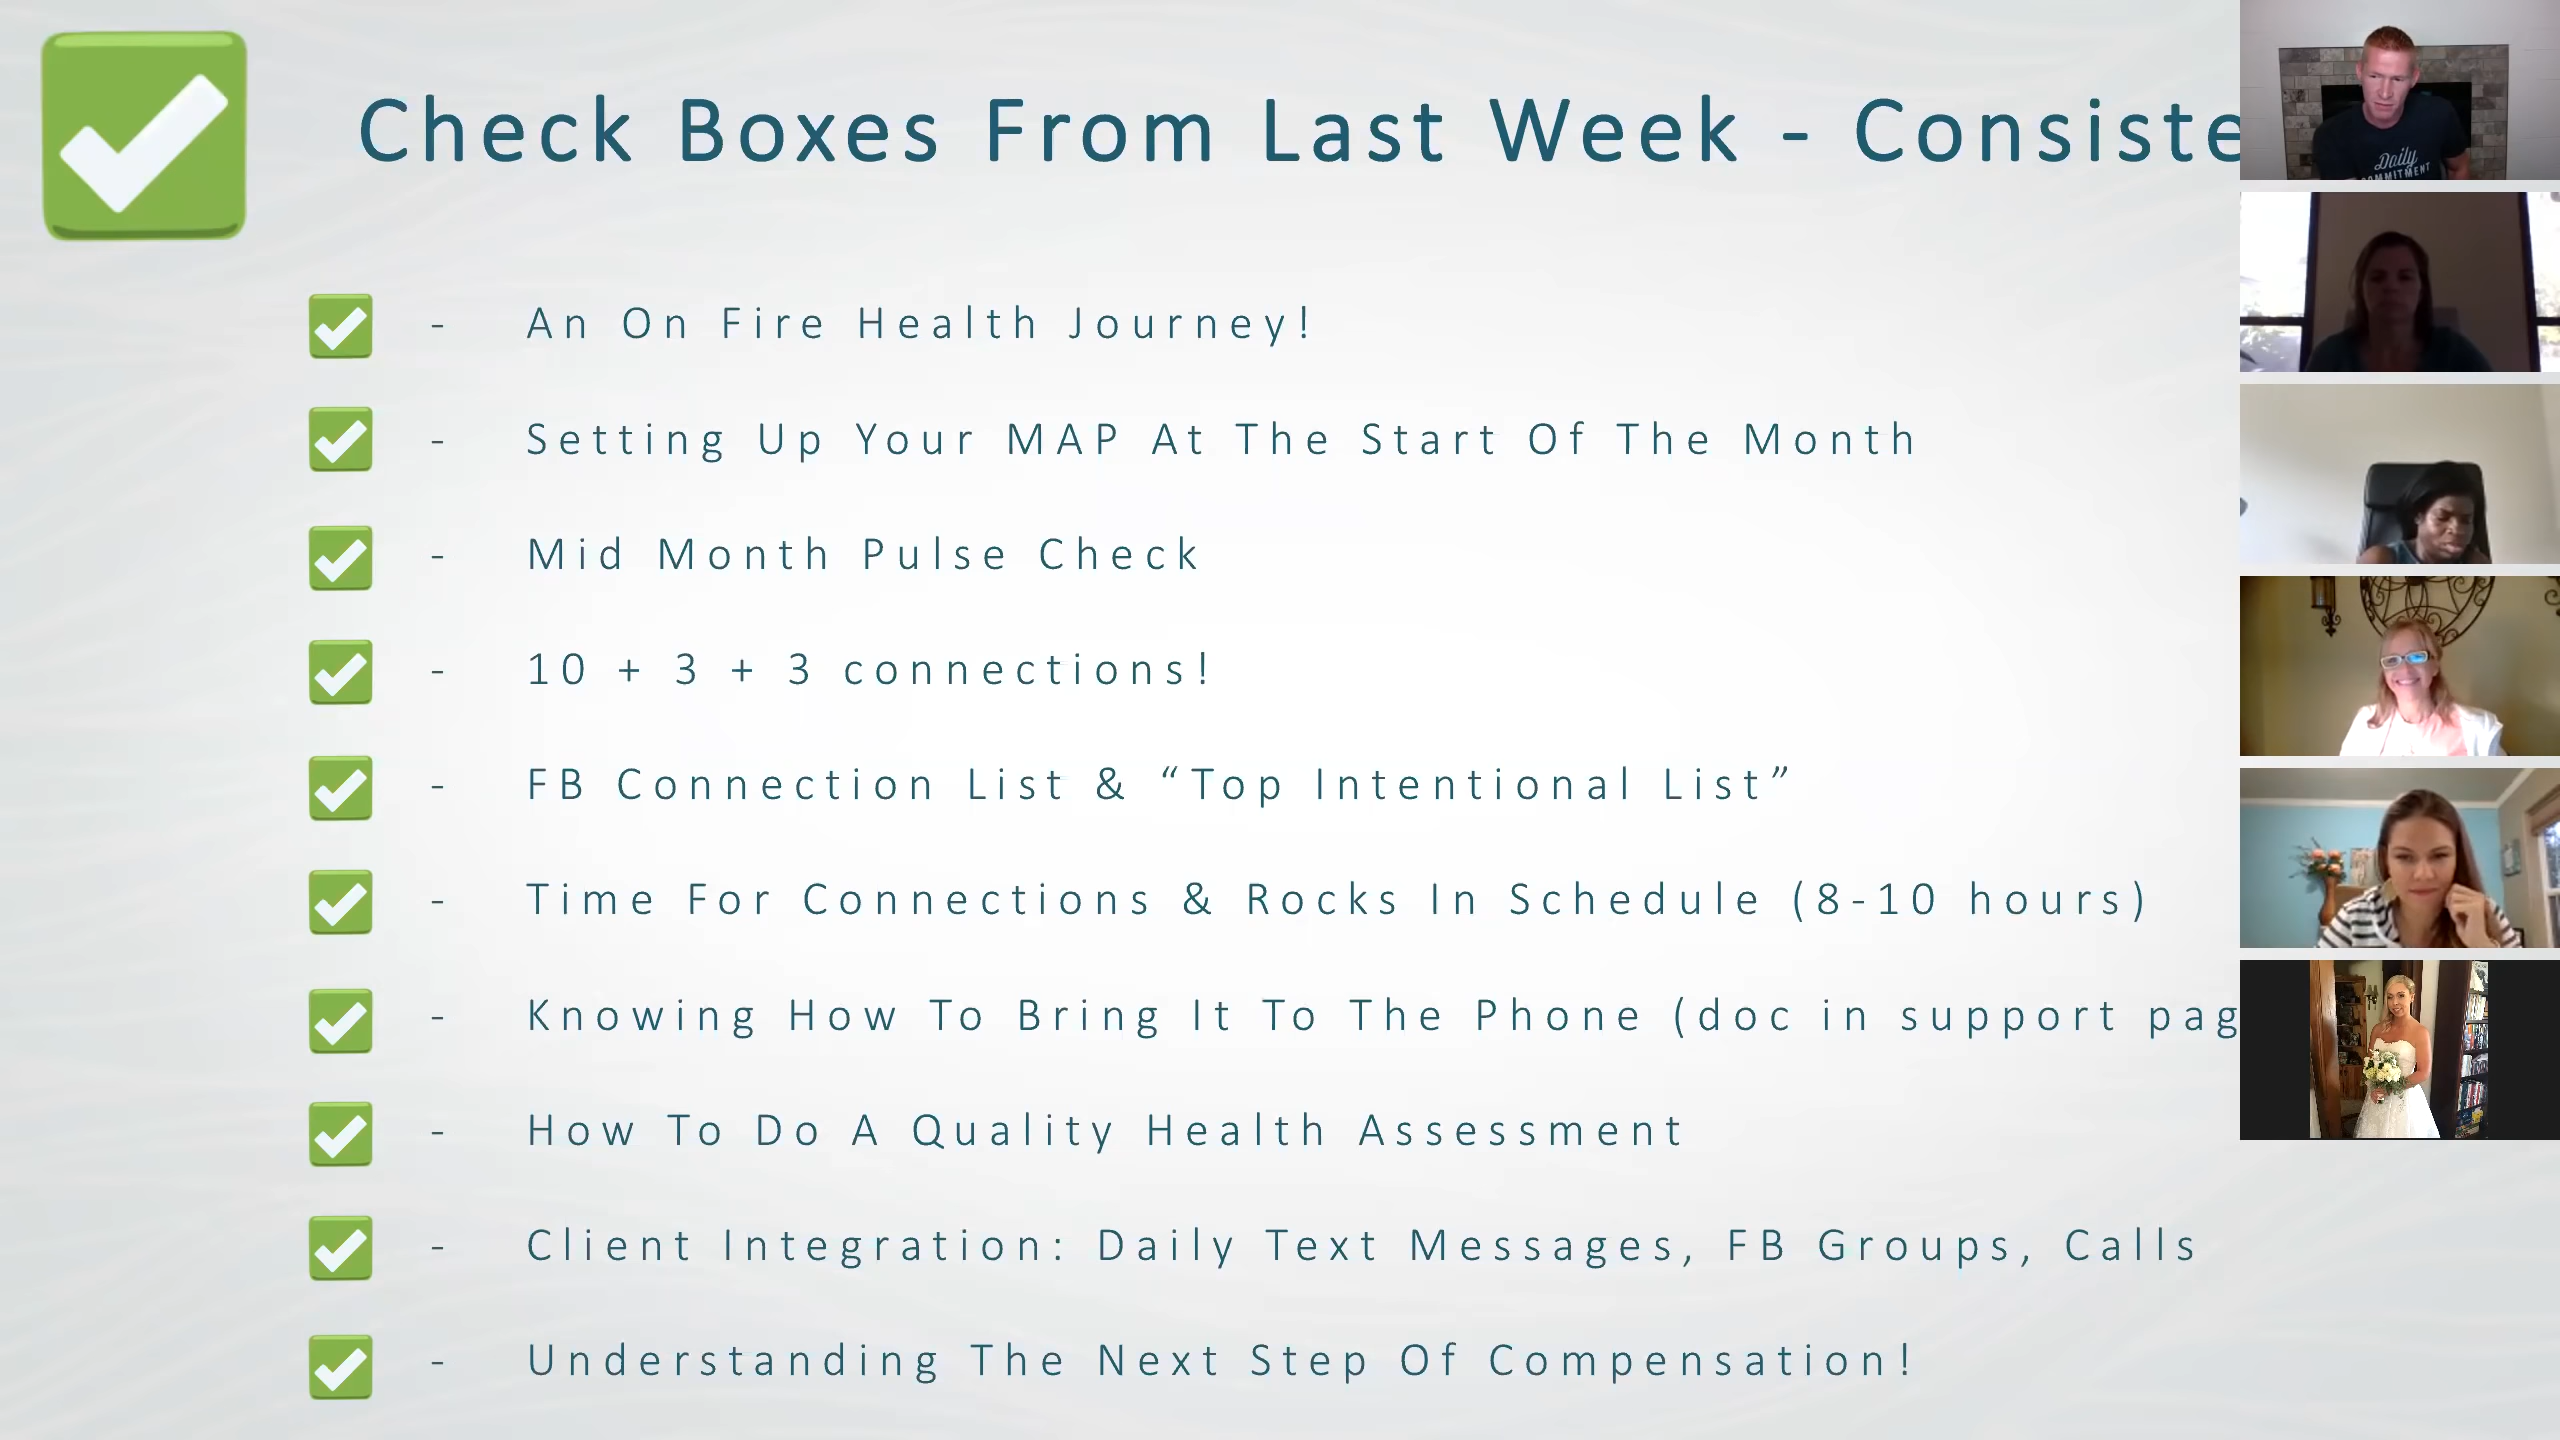 Check Boxes From Last Week - Consiste
- An On Fire Health Journey!
- Setting Up Your MAP At The Start Of The Month
- Mid Month Pulse Check
- 10 + 3 + 3 connections!
- FB Connection List & “Top Intentional List”
- Time For Connections & Rocks In Schedule (8-10 hours)
- Knowing How To Bring It To The Phone (doc in support pag
- How To Do A Quality Health Assessment
- Client Integration: Daily Text Messages, FB Groups, Calls
- Understanding The Next Step Of Compensation!
Daily
COMMITMENT